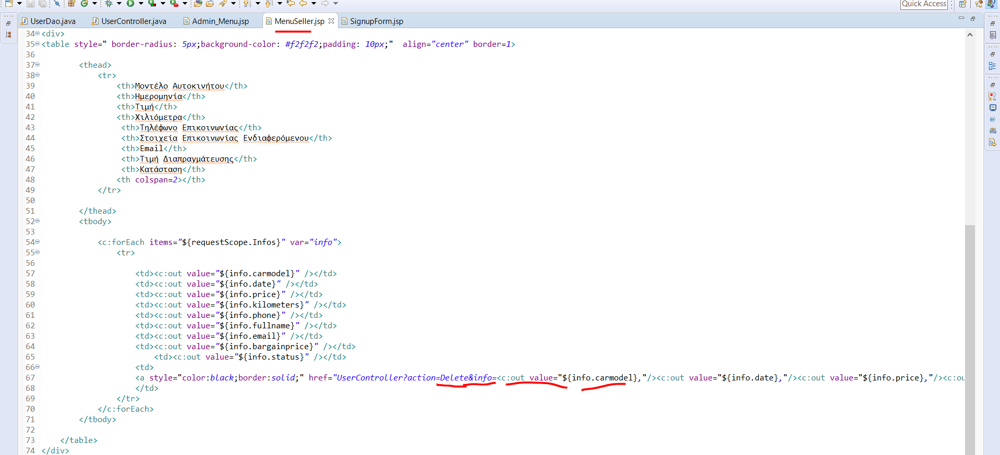 Quick Access
UserDao.java UserController.java Admin_Menu.jsp MenuSeller.jsp SignupForm.jsp
34 <div>
35 <table style=" border-radius: 5px;background-color: #f2f2f2;padding: 10px;"  align="center" border=1>
36
37 <thead>
38 <tr>
39 <th>Μοντέλο Αυτοκινήτου</th>
40 <th>Ημερομηνία</th>
41 <th>Τιμή</th>
42 <th>Χιλιόμετρα</th>
43 <th>Τηλέφωνο Επικοινωνίας</th>
44 <th>Στοιχεία Επικοινωνίας Ενδιαφερόμενου</th>
45 <th>Email</th>
46 <th>Τιμή Διαπραγμάτευσης</th>
47 <th>Κατάσταση</th>
48 <th colspan=2></th>
49 </tr>
50
51 </thead>
52 <tbody>
53
54 <c:forEach items="${requestScope.Infos}" var="info">
55 <tr>
56
57 <td><c:out value="${info.carmodel}" /></td>
58 <td><c:out value="${info.date}" /></td>
59 <td><c:out value="${info.price}" /></td>
60 <td><c:out value="${info.kilometers}" /></td>
61 <td><c:out value="${info.phone}" /></td>
62 <td><c:out value="${info.fullname}" /></td>
63 <td><c:out value="${info.email}" /></td>
64 <td><c:out value="${info.bargainprice}" /></td>
65 <td><c:out value="${info.status}" /></td>
66 <td>
67 <a style="color:black;border:solid;" href="UserController?action=Delete&info=<c:out value="${info.carmodel},"/><c:out value="${info.date},"/><c:out value="${info.price},"/><c:ou
68 </td>
69 </tr>
70 </c:forEach>
71 </tbody>
72
73 </table>
74 </div>